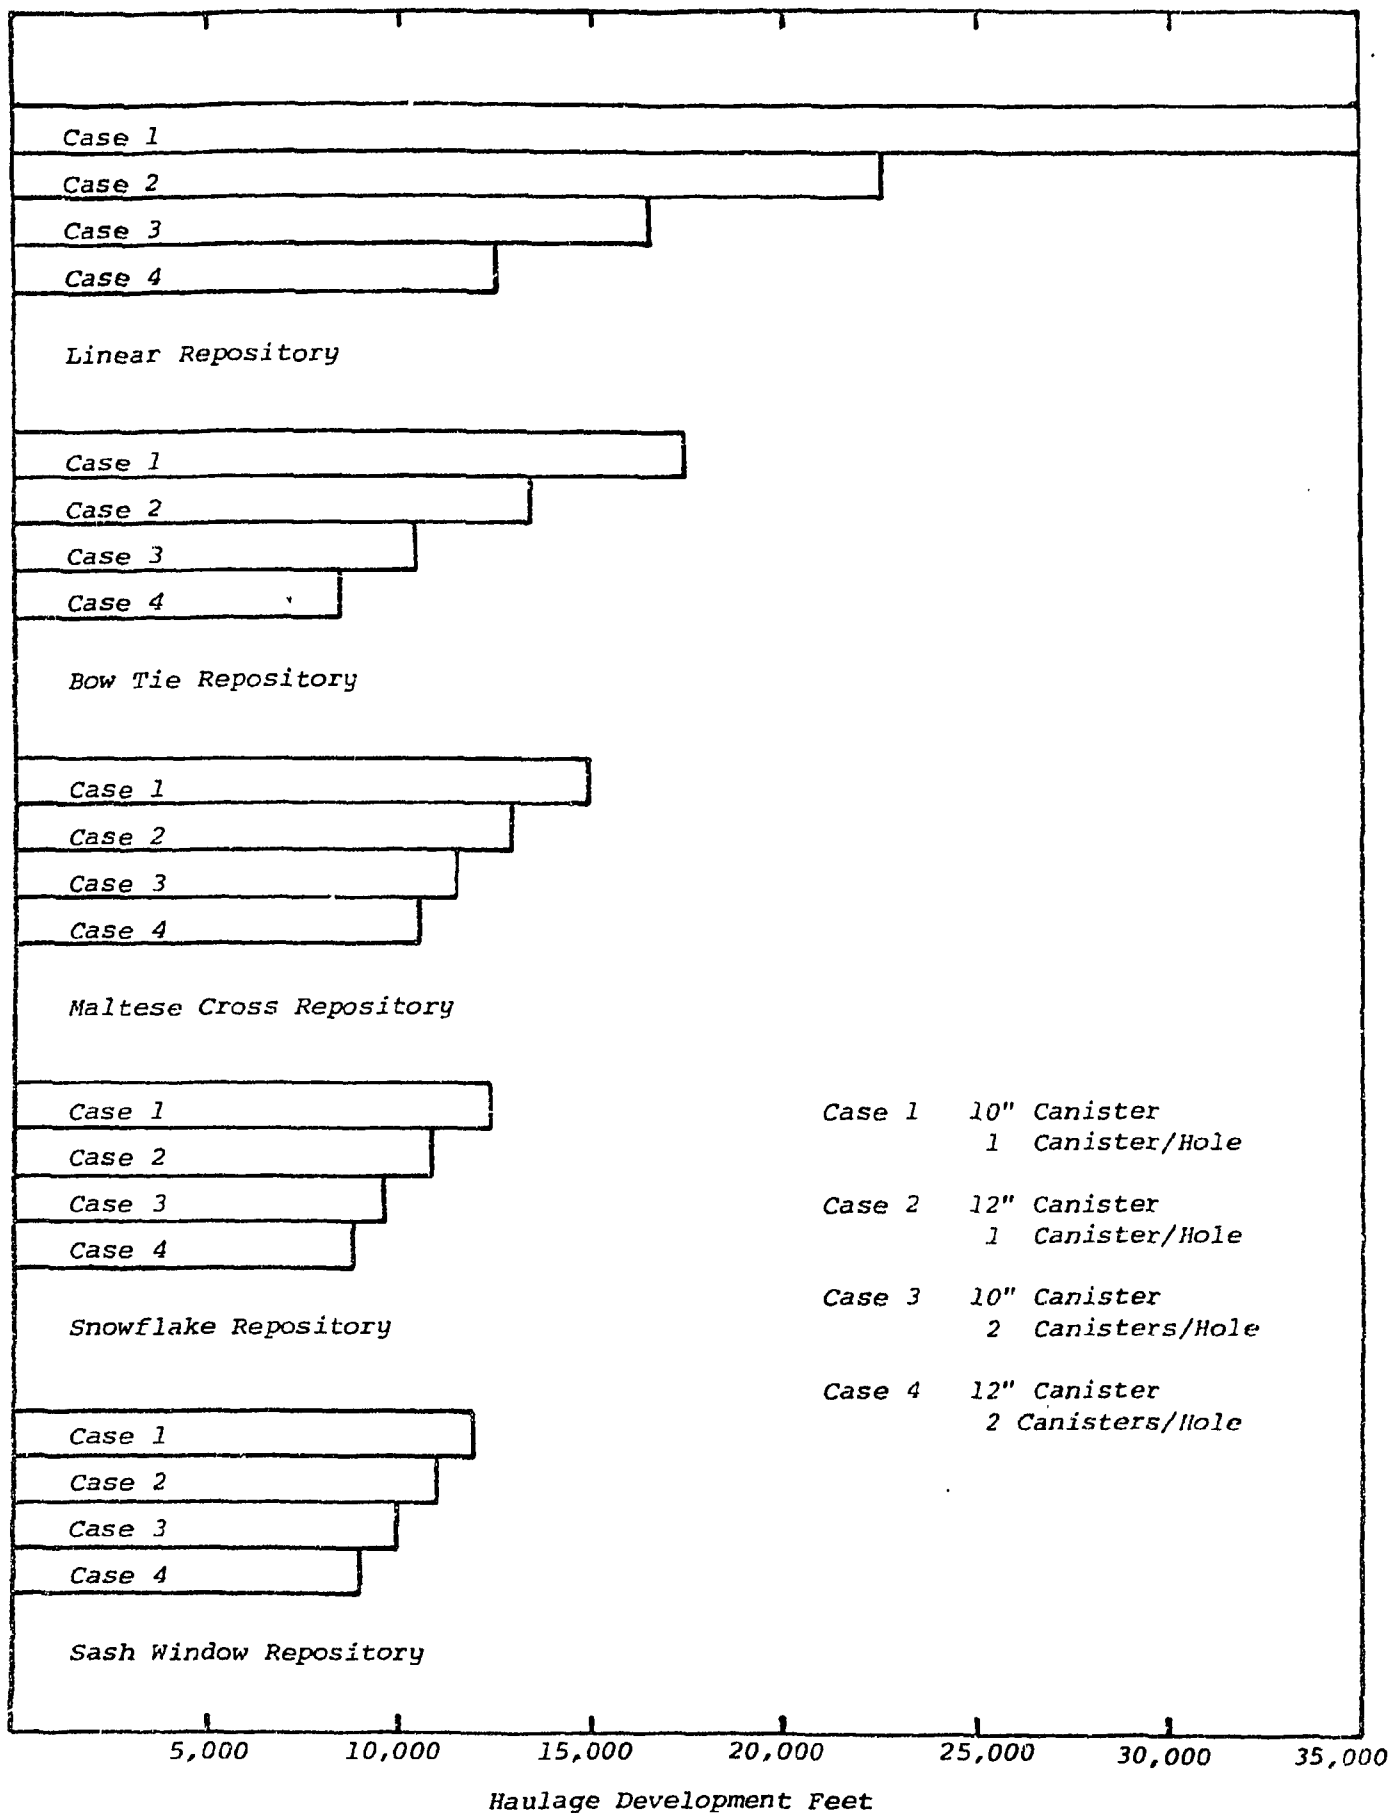 Case 1
Case 2
Case 3
Case 4
Linear Repository
Case 1
Case 2
Case 3
Case 4
Bow Tie Repository
Case 1
Case 2
Case 3
Case 4
Maltese Cross Repository
Case 1
Case 2
Case 3
Case 4
Snowflake Repository
Case 1 10" Canister
1 Canister/Hole
Case 2 12" Canister
1 Canister/Hole
Case 3 10" Canister
2 Canisters/Hole
Case 4 12" Canister
2 Canisters/Hole
Case 1
Case 2
Case 3
Case 4
Sash Window Repository
5,000 10,000 15,000 20,000 25,000 30,000 35,000
Haulage Development Feet